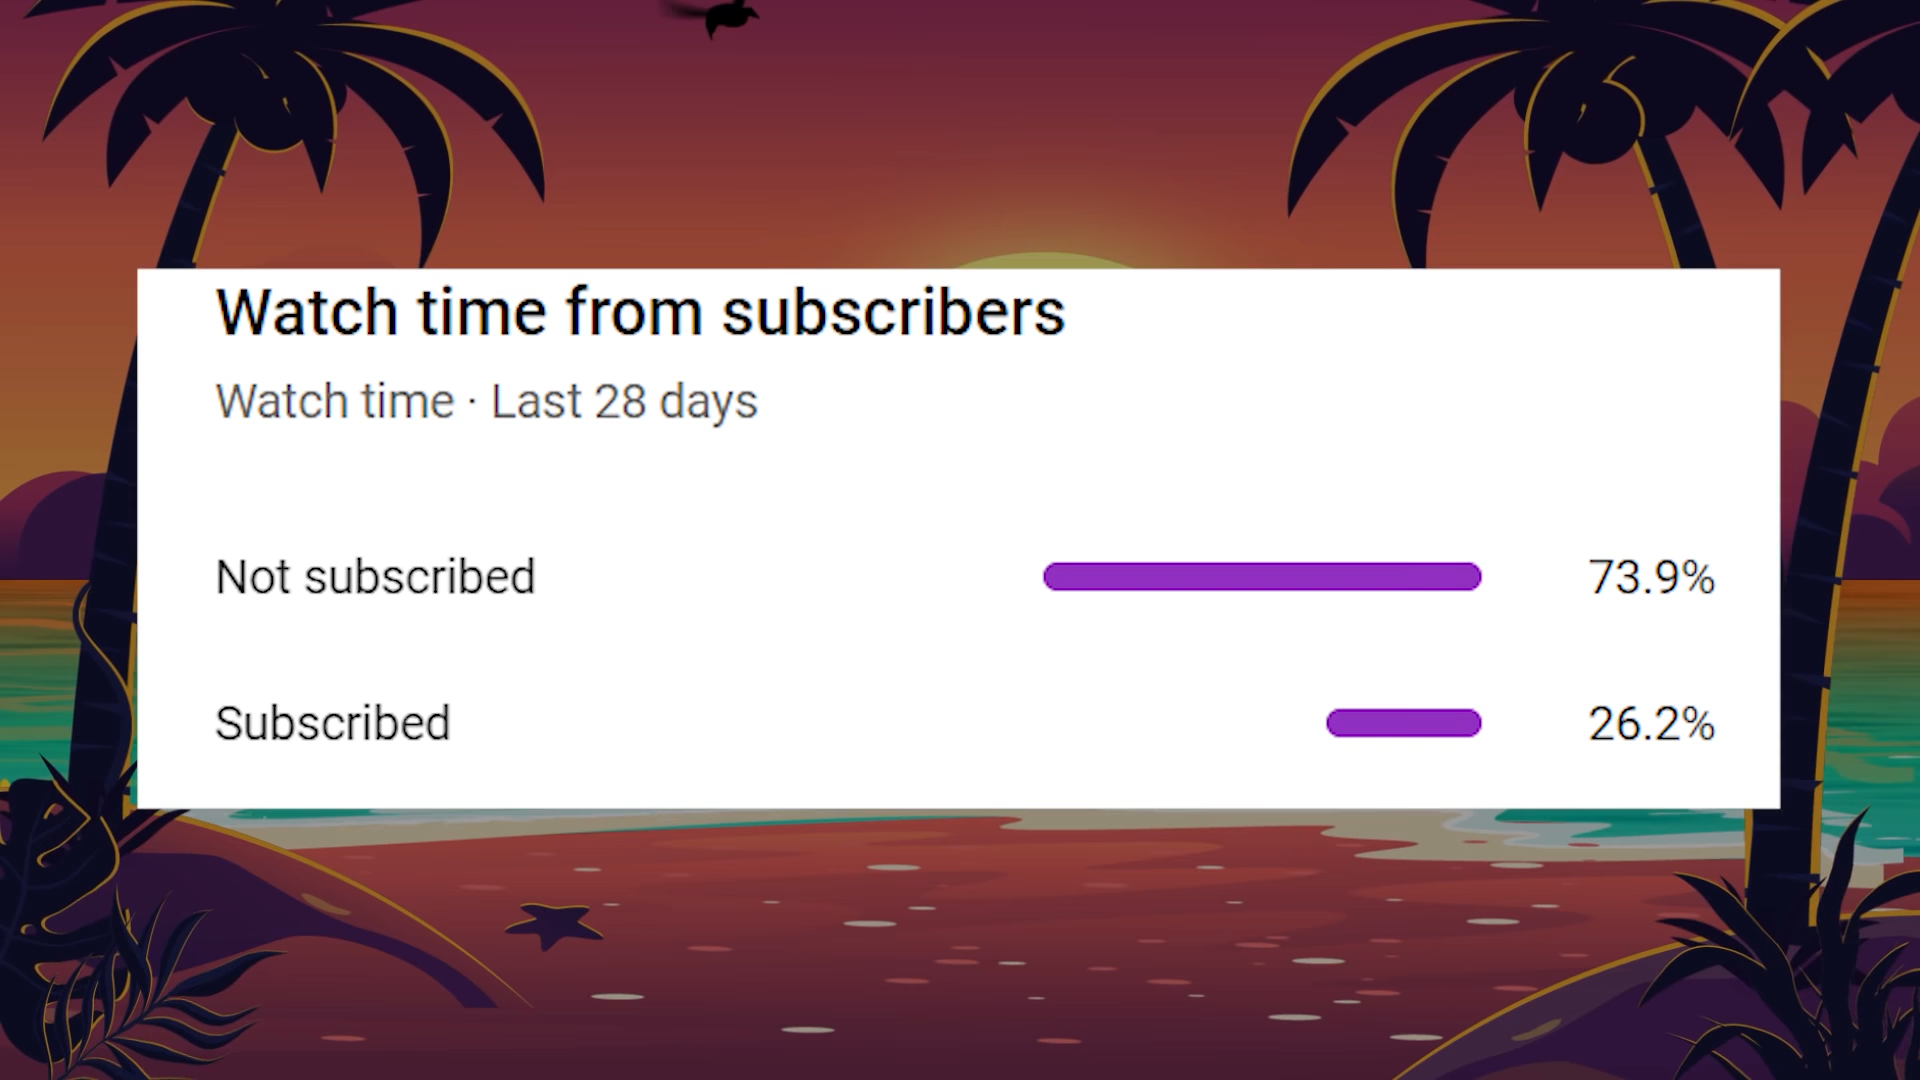 Watch time from subscribers
Watch time · Last 28 days
Not subscribed 73.9%
Subscribed 26.2%